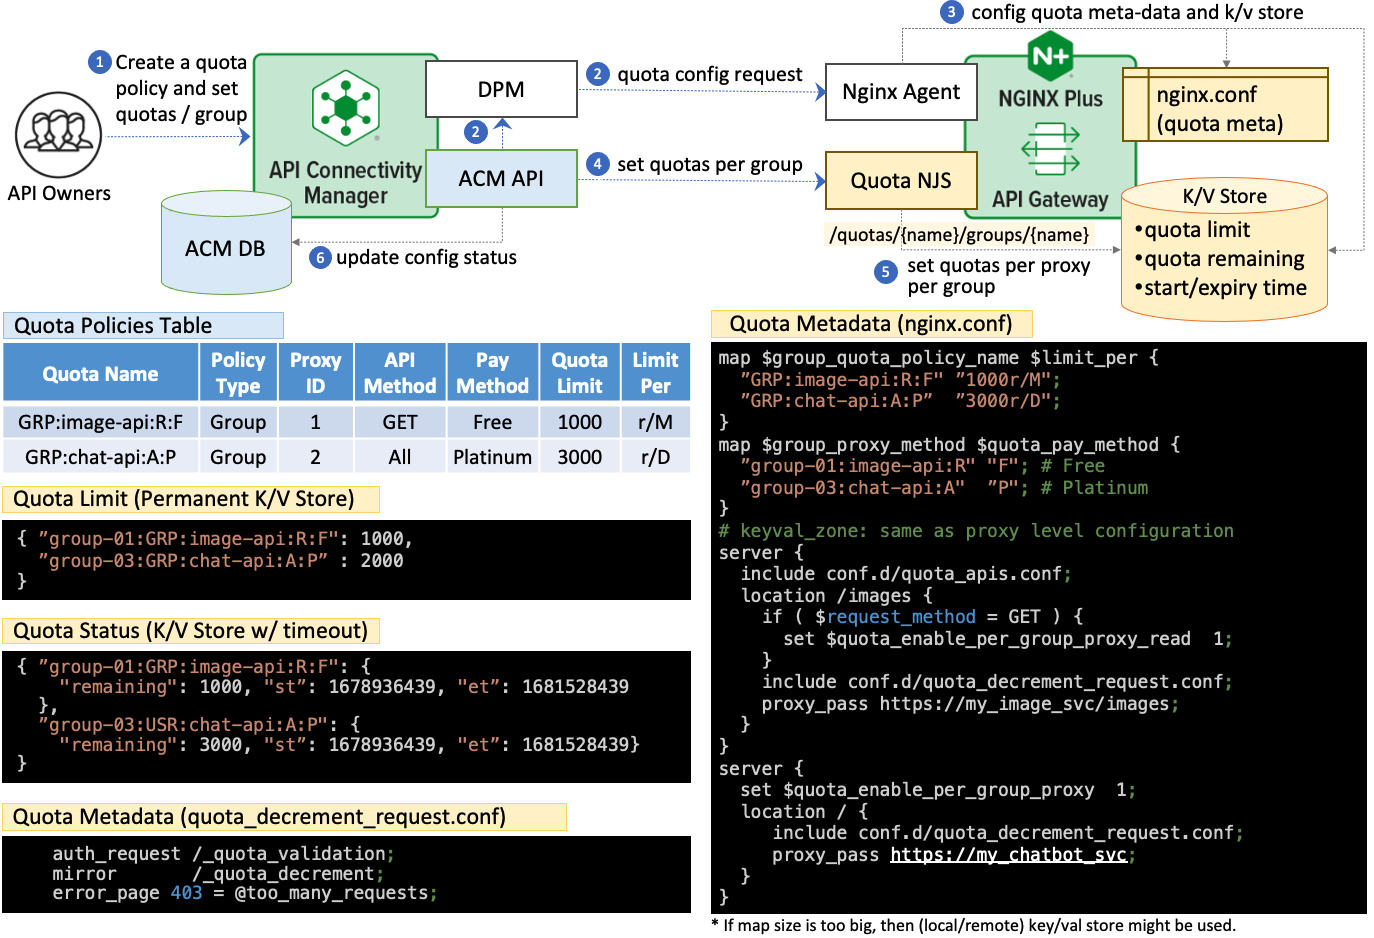 3 config quota meta-data and k/v store
1 Create a quota
policy and set
quotas / group
API Owners
API Connectivity
Manager
DPM
2
ACM API
2 quota config request
4 set quotas per group
Nginx Agent
Quota NJS
N+
NGINX Plus
API Gateway
nginx.conf
(quota meta)
K/V Store
•quota limit
•quota remaining
•start/expiry time
/quotas/{name}/groups/{name}
5 set quotas per proxy
per group
ACM DB
6 update config status
Quota Policies Table
Quota Name Policy Type Proxy ID API Method Pay Method Quota Limit Limit Per
GRP:image-api:R:F Group 1 GET Free 1000 r/M
GRP:chat-api:A:P Group 2 All Platinum 3000 r/D
Quota Limit (Permanent K/V Store)
{ ”group-01:GRP:image-api:R:F": 1000,
”group-03:GRP:chat-api:A:P” : 2000
}
Quota Status (K/V Store w/ timeout)
{ ”group-01:GRP:image-api:R:F": {
"remaining": 1000, "st”: 1678936439, "et”: 1681528439
},
”group-03:USR:chat-api:A:P": {
"remaining": 3000, "st”: 1678936439, "et”: 1681528439}
}
Quota Metadata (quota_decrement_request.conf)
auth_request /_quota_validation;
mirror /_quota_decrement;
error_page 403 = @too_many_requests;
Quota Metadata (nginx.conf)
map $group_quota_policy_name $limit_per {
”GRP:image-api:R:F" ”1000r/M";
”GRP:chat-api:A:P” ”3000r/D";
}
map $group_proxy_method $quota_pay_method {
”group-01:image-api:R" "F"; # Free
”group-03:chat-api:A" ”P"; # Platinum
}
# keyval_zone: same as proxy level configuration
server {
include conf.d/quota_apis.conf;
location /images {
if ( $request_method = GET ) {
set $quota_enable_per_group_proxy_read 1;
}
include conf.d/quota_decrement_request.conf;
proxy_pass https://my_image_svc/images;
}
}
server {
set $quota_enable_per_group_proxy 1;
location / {
include conf.d/quota_decrement_request.conf;
proxy_pass https://my_chatbot_svc;
}
}
* If map size is too big, then (local/remote) key/val store might be used.